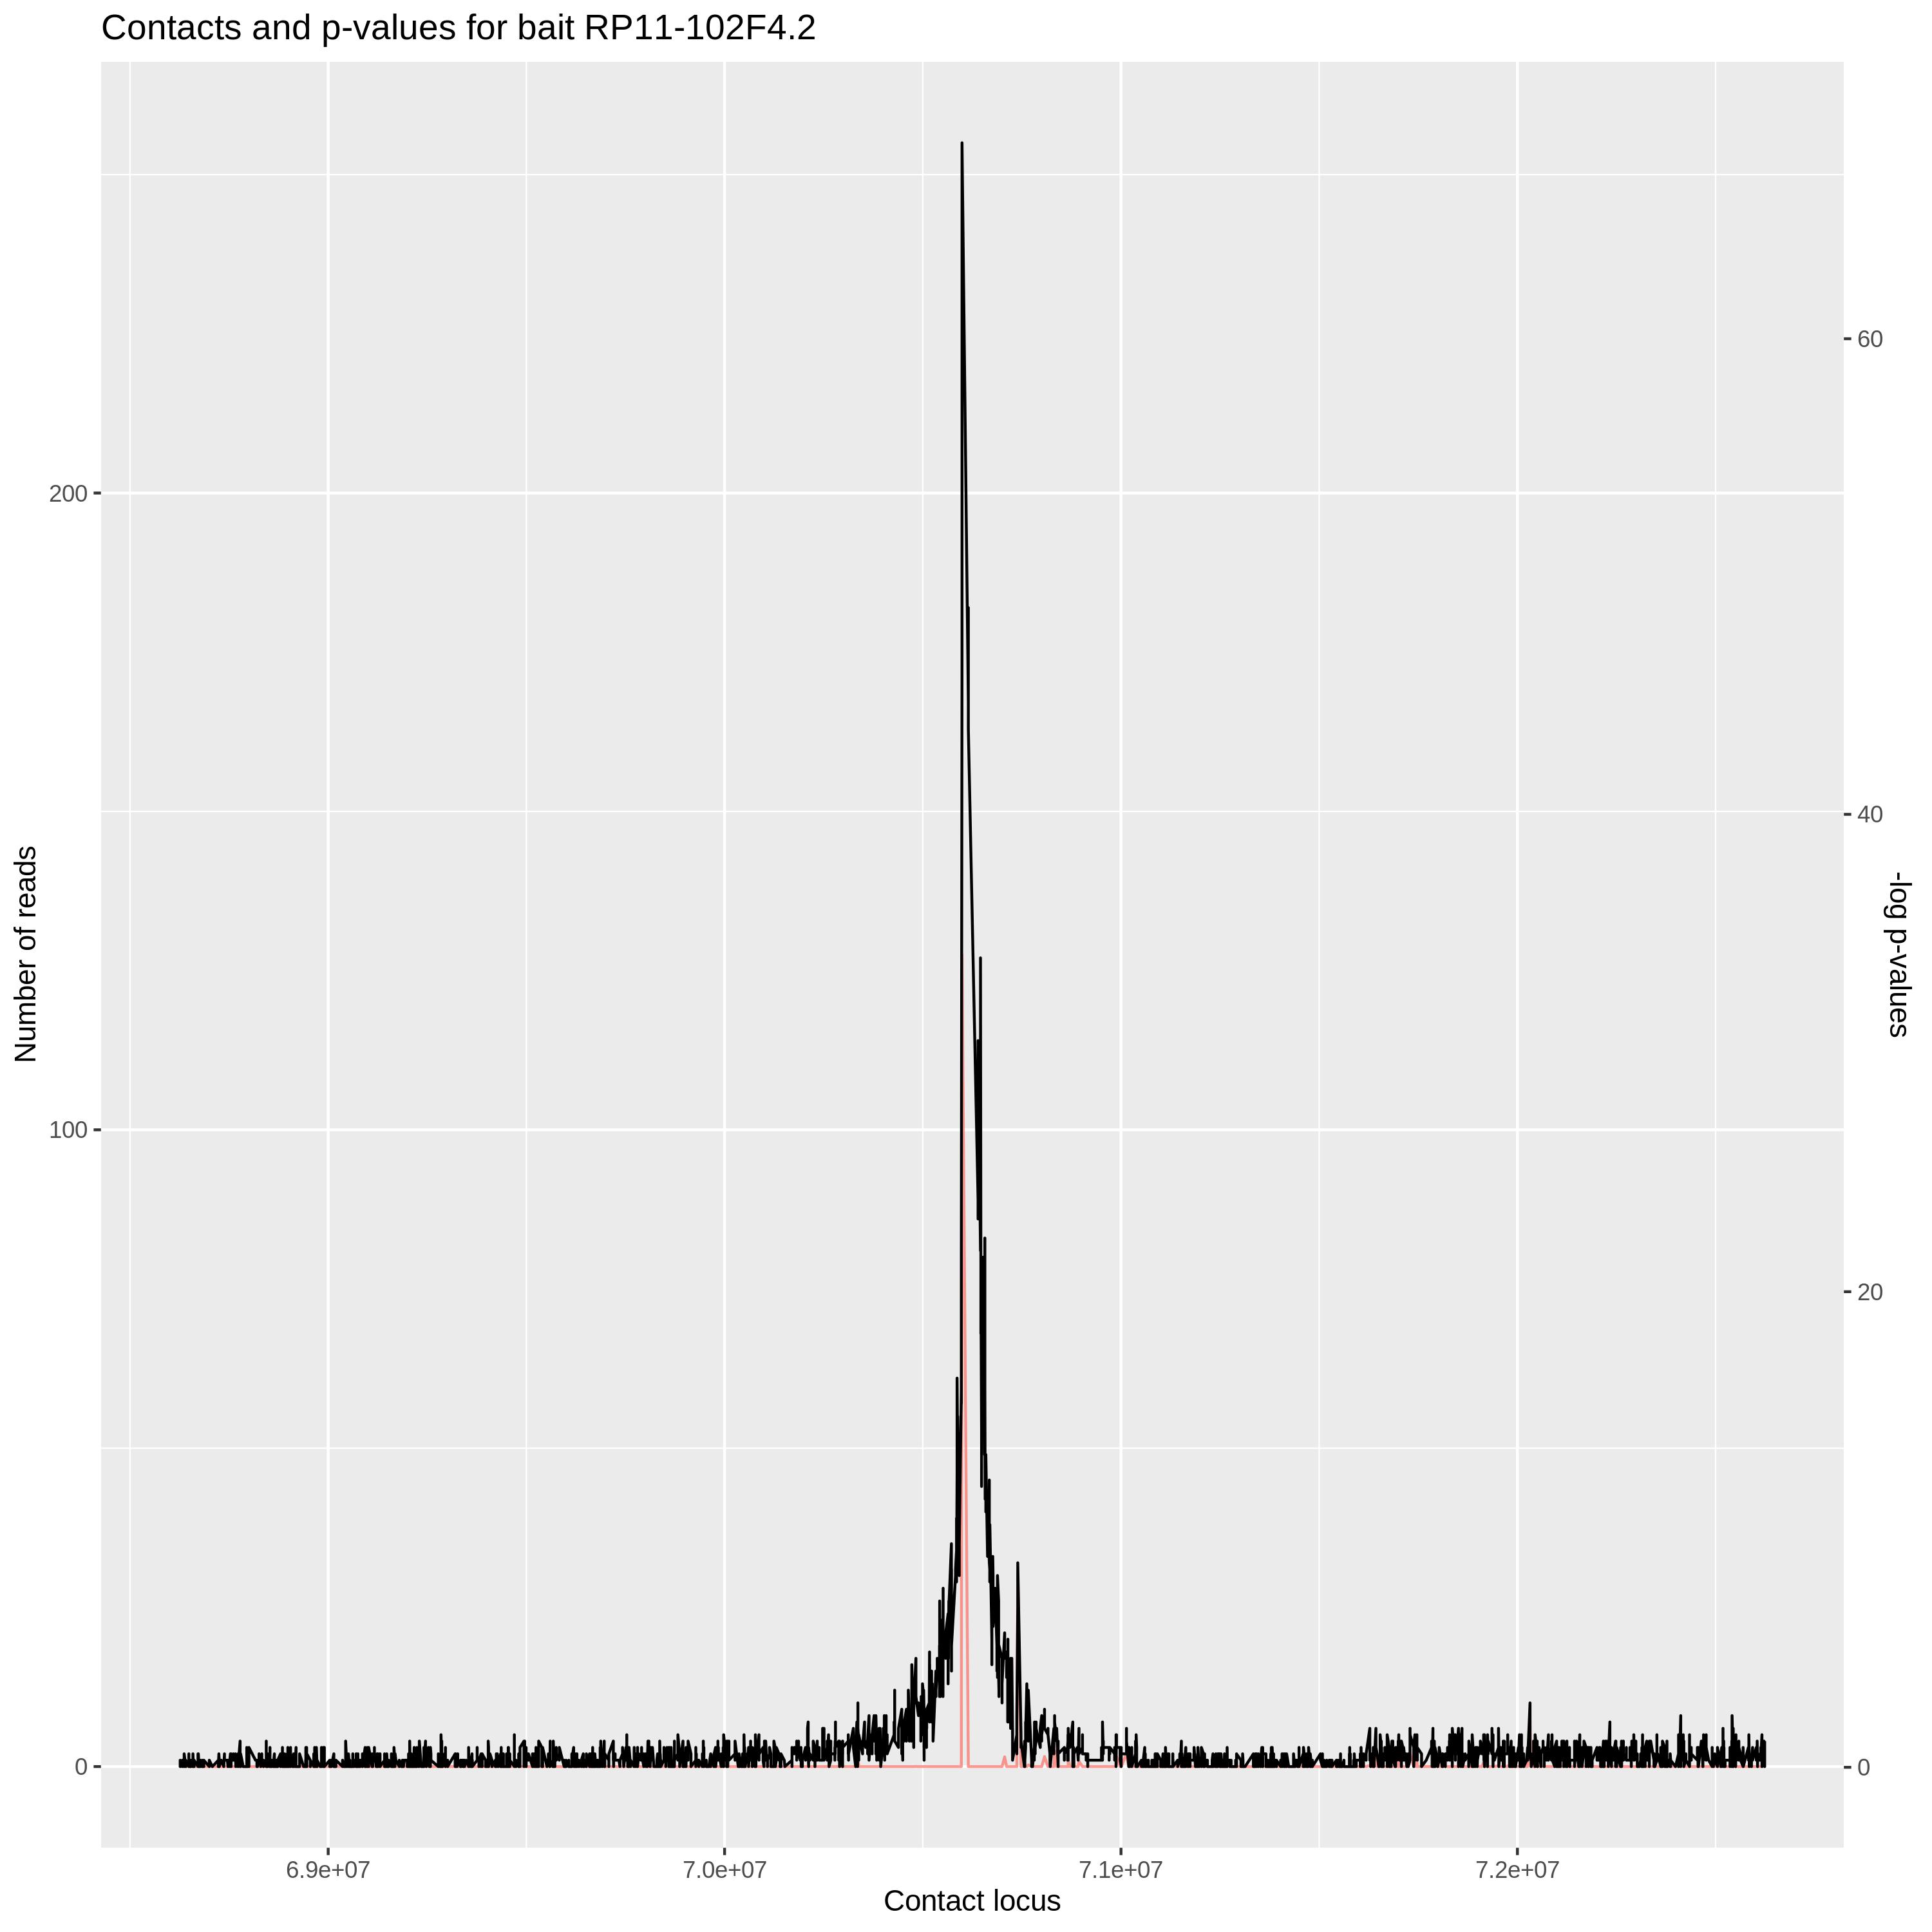 Contacts and p-values for bait RP11-102F4.2
Number of reads
200
100
0
60
40
20
0
-log p-values
6.9e+07
7.0e+07
7.1e+07
7.2e+07
Contact locus